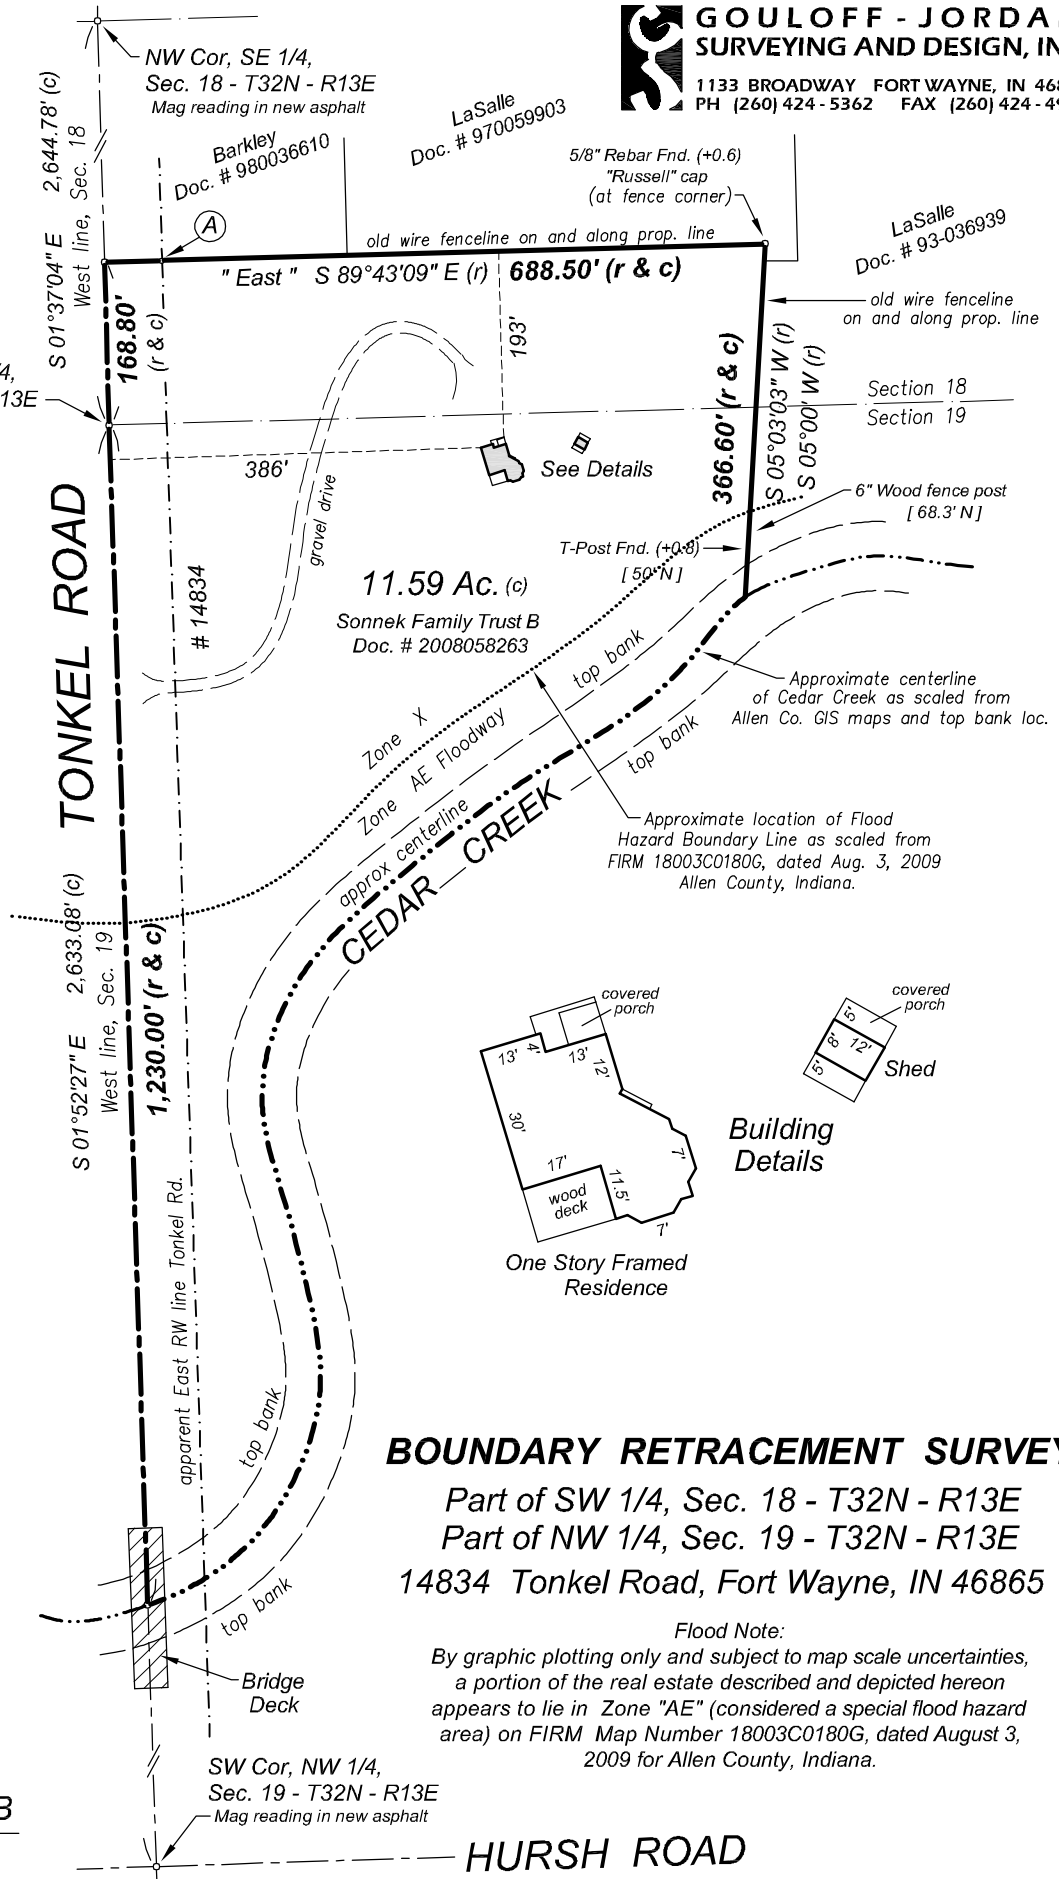 GOULOFF - JORDA
SURVEYING AND DESIGN, IN
1133 BROADWAY FORT WAYNE, IN 468
PH (260) 424 - 5362 FAX (260) 424 - 49
NW Cor, SE 1/4,
Sec. 18 - T32N - R13E
Mag reading in new asphalt
S 01°37'04" E 2,644.78' (c)
West line, Sec. 18
Barkley
Doc. # 980036610
LaSalle
Doc. # 970059903
5/8" Rebar Fnd. (+0.6)
"Russell" cap
(at fence corner)
LaSalle
Doc. # 93-036939
A
old wire fenceline on and along prop. line
" East " S 89°43'09" E (r) 688.50' (r & c)
old wire fenceline
on and along prop. line
168.80'
(r & c)
193'
366.60' (r & c)
S 05°03'03" W (r)
S 05°00' W (r)
4,
13E
Section 18
Section 19
386'
See Details
gravel drive
6" Wood fence post
[ 68.3' N ]
T-Post Fnd. (+0.8)
[ 50' N ]
TONKEL ROAD
# 14834
11.59 Ac. (c)
Sonnek Family Trust B
Doc. # 2008058263
top bank
Approximate centerline
of Cedar Creek as scaled from
Allen Co. GIS maps and top bank loc.
Zone X
Zone AE Floodway
top bank
approx centerline
CEDAR CREEK
Approximate location of Flood
Hazard Boundary Line as scaled from
FIRM 18003C0180G, dated Aug. 3, 2009
Allen County, Indiana.
S 01°52'27" E 2,633.08' (c)
West line, Sec. 19
1,230.00' (r & c)
covered
porch
13'
4'
13'
12'
30'
17'
11.5'
7'
7'
wood
deck
One Story Framed
Residence
covered
porch
5'
8'
12'
5'
Shed
Building
Details
apparent East RW line Tonkel Rd.
top bank
top bank
BOUNDARY RETRACEMENT SURVEY
Part of SW 1/4, Sec. 18 - T32N - R13E
Part of NW 1/4, Sec. 19 - T32N - R13E
14834 Tonkel Road, Fort Wayne, IN 46865
Flood Note:
By graphic plotting only and subject to map scale uncertainties,
a portion of the real estate described and depicted hereon
appears to lie in Zone "AE" (considered a special flood hazard
area) on FIRM Map Number 18003C0180G, dated August 3,
2009 for Allen County, Indiana.
Bridge
Deck
SW Cor, NW 1/4,
Sec. 19 - T32N - R13E
Mag reading in new asphalt
B
HURSH ROAD